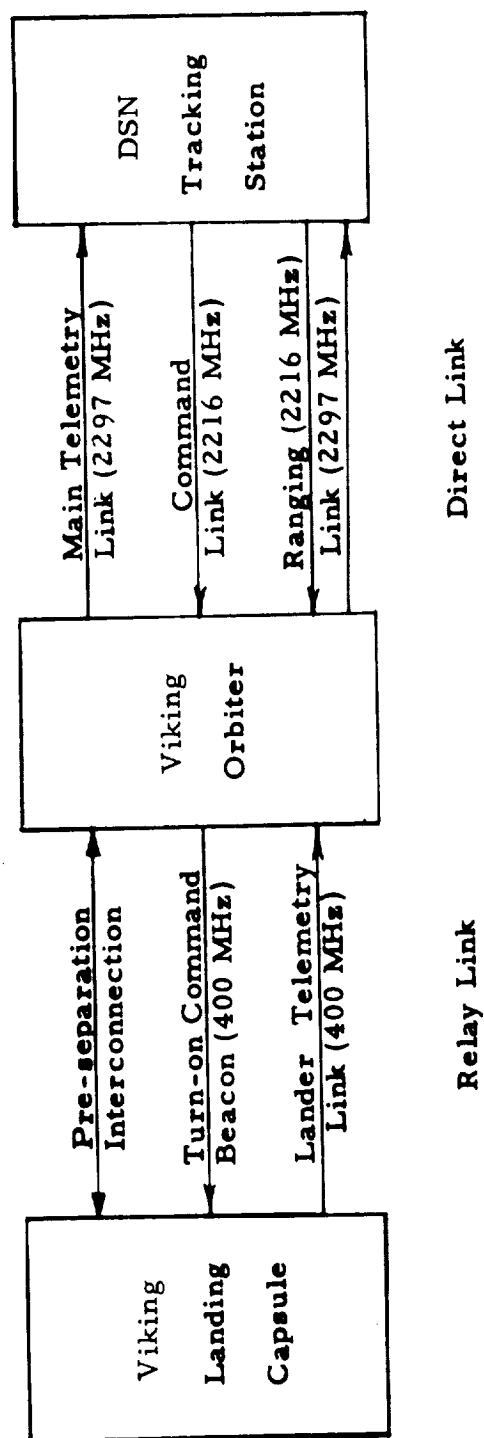 Viking
Landing
Capsule
Pre-separation
Interconnection
Turn-on Command
Beacon (400 MHz)
Lander Telemetry
Link (400 MHz)
Relay Link
Viking
Orbiter
Main Telemetry
Link (2297 MHz)
Command
Link (2216 MHz)
Ranging (2216 MHz)
Link (2297 MHz)
Direct Link
DSN
Tracking
Station